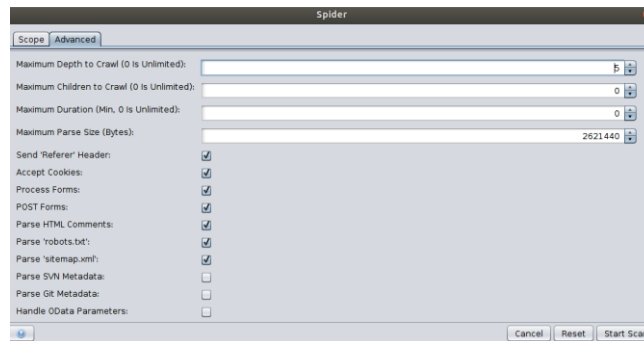 Spider
Scope Advanced
Maximum Depth to Crawl (0 Is Unlimited): 5
Maximum Children to Crawl (0 Is Unlimited): 0
Maximum Duration (Min, 0 Is Unlimited): 0
Maximum Parse Size (Bytes): 2621440
Send 'Referer' Header:
Accept Cookies:
Process Forms:
POST Forms:
Parse HTML Comments:
Parse 'robots.txt':
Parse 'sitemap.xml':
Parse SVN Metadata:
Parse Git Metadata:
Handle OData Parameters:
Cancel Reset Start Sca